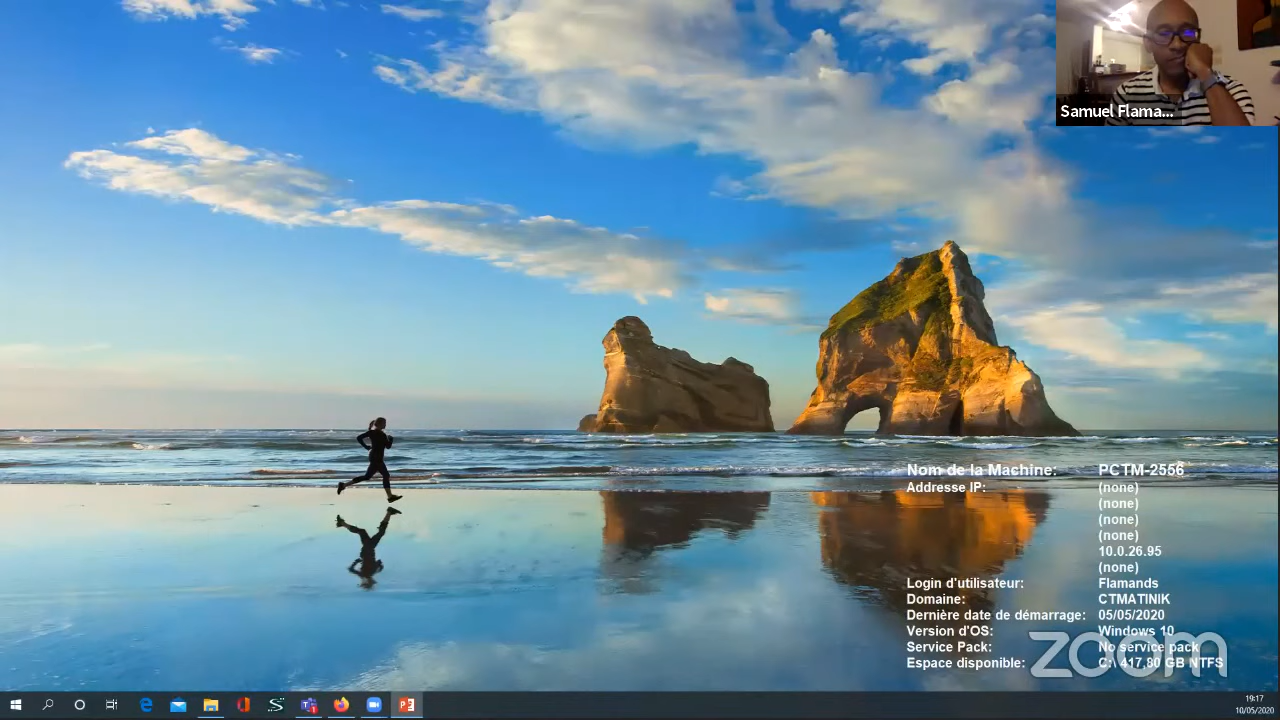 Samuel Flama...
Nom de la Machine: PCTM-2556
Addresse IP: (none)
(none)
(none)
(none)
10.0.26.95
(none)
Login d'utilisateur: Flamands
Domaine: CTMATINIK
Dernière date de démarrage: 05/05/2020
Version d'OS: Windows 10
Service Pack: No service pack
Espace disponible: C:\ 417,80 GB NTFS
zoom
19:17
10/05/2020